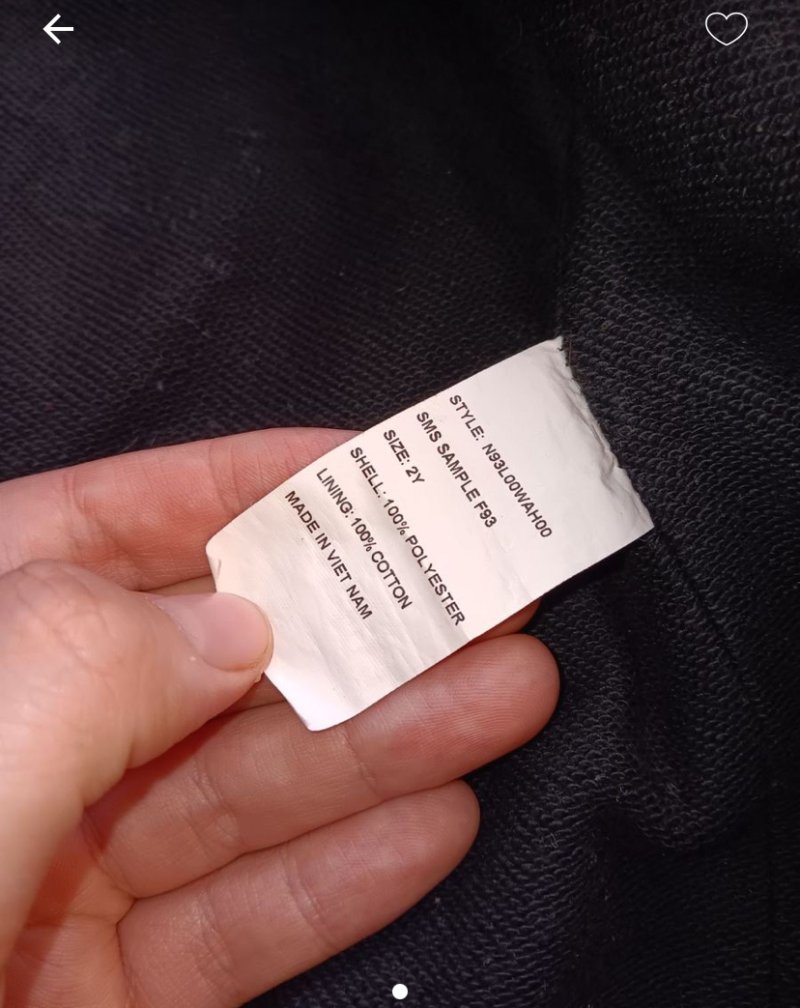 STYLE: N93L00WAH00
SMS SAMPLE F93
SIZE: 2Y
SHELL: 100% POLYESTER
LINING: 100% COTTON
MADE IN VIET NAM